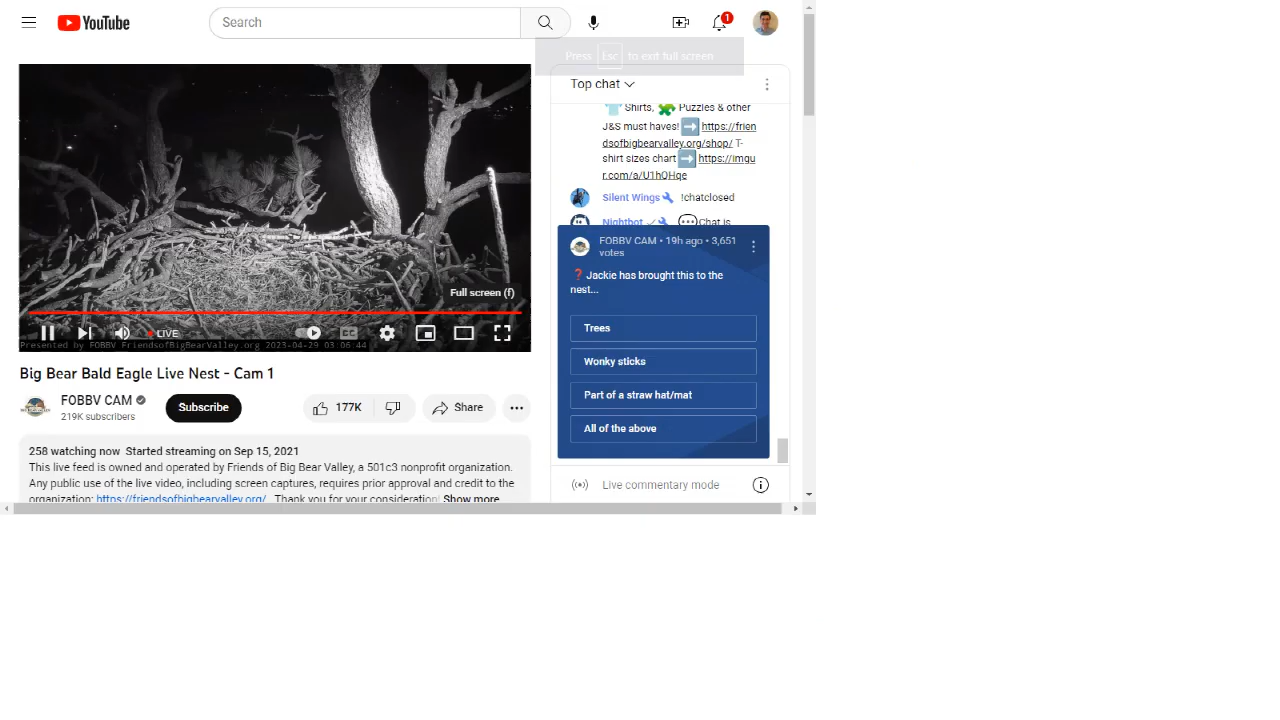 YouTube
Search
1
Press Esc to exit full screen
Top chat
Shirts, Puzzles & other
J&S must haves! https://frien
dsofbigbearvalley.org/shop/ T-
shirt sizes chart https://imgu
r.com/a/U1hQHqe
Silent Wings !chatclosed
Nightbot Chat is
FOBBV CAM • 19h ago • 3,651
votes
❓Jackie has brought this to the
nest...
Trees
Wonky sticks
Part of a straw hat/mat
All of the above
Live commentary mode
Full screen (f)
LIVE
CC
Presented by FOBBV FriendsofBigBearValley.org 2023-04-29 03:06:44
Big Bear Bald Eagle Live Nest - Cam 1
FOBBV CAM
219K subscribers
Subscribe
177K
Share
258 watching now Started streaming on Sep 15, 2021
This live feed is owned and operated by Friends of Big Bear Valley, a 501c3 nonprofit organization.
Any public use of the live video, including screen captures, requires prior approval and credit to the
organization: https://friendsofbigbearvalley.org/ . Thank you for your consideration! Show more